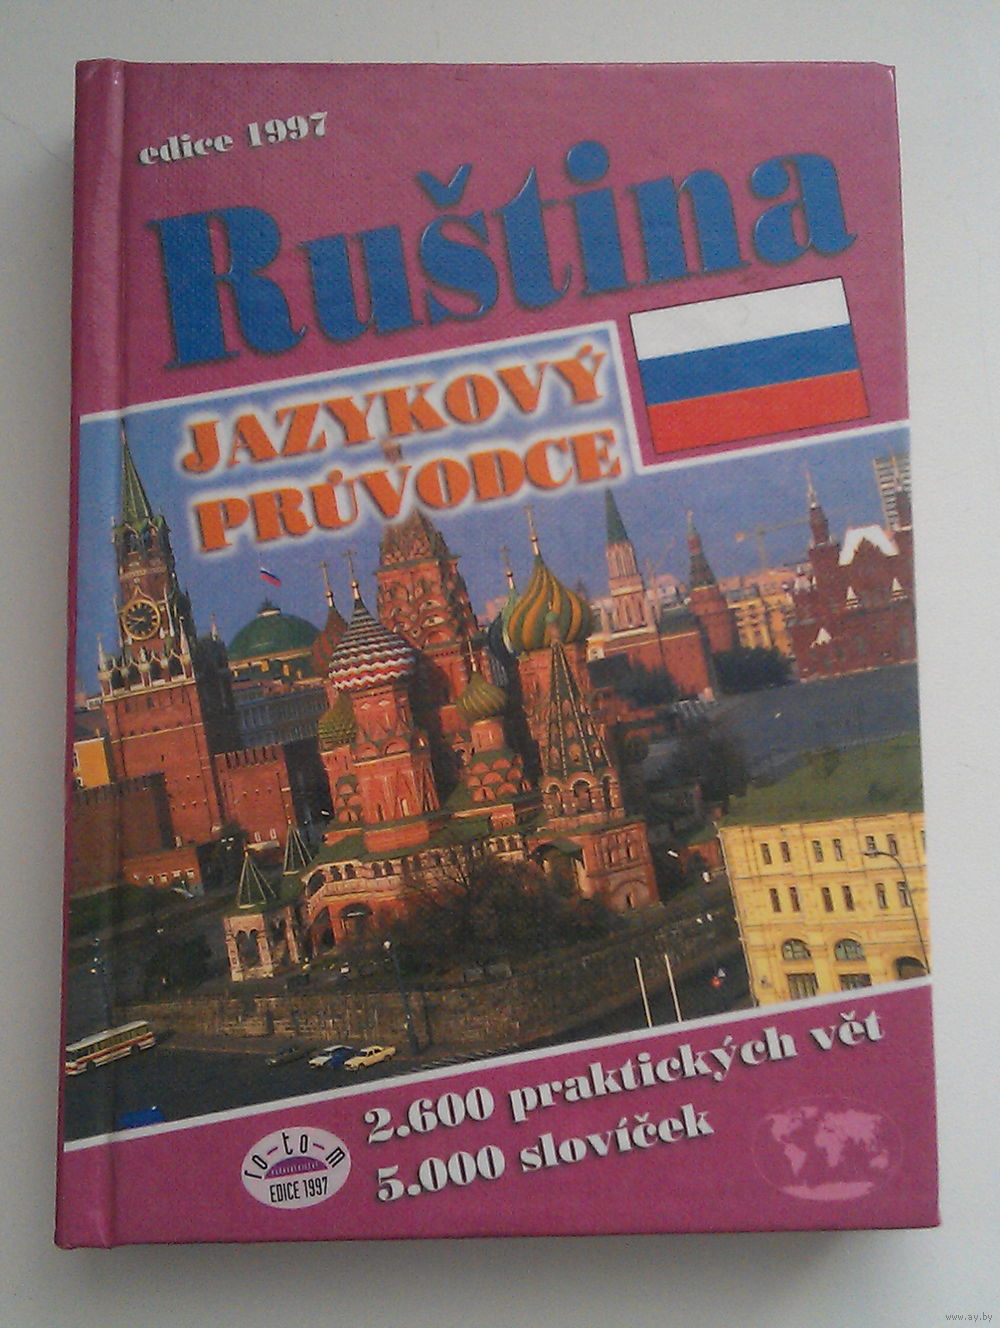 edice 1997
Ruština
JAZYKOVÝ
PRŮVODCE
2.600 praktických vět
5.000 slovíček
ro-to-m
EDICE 1997
www.ay.by